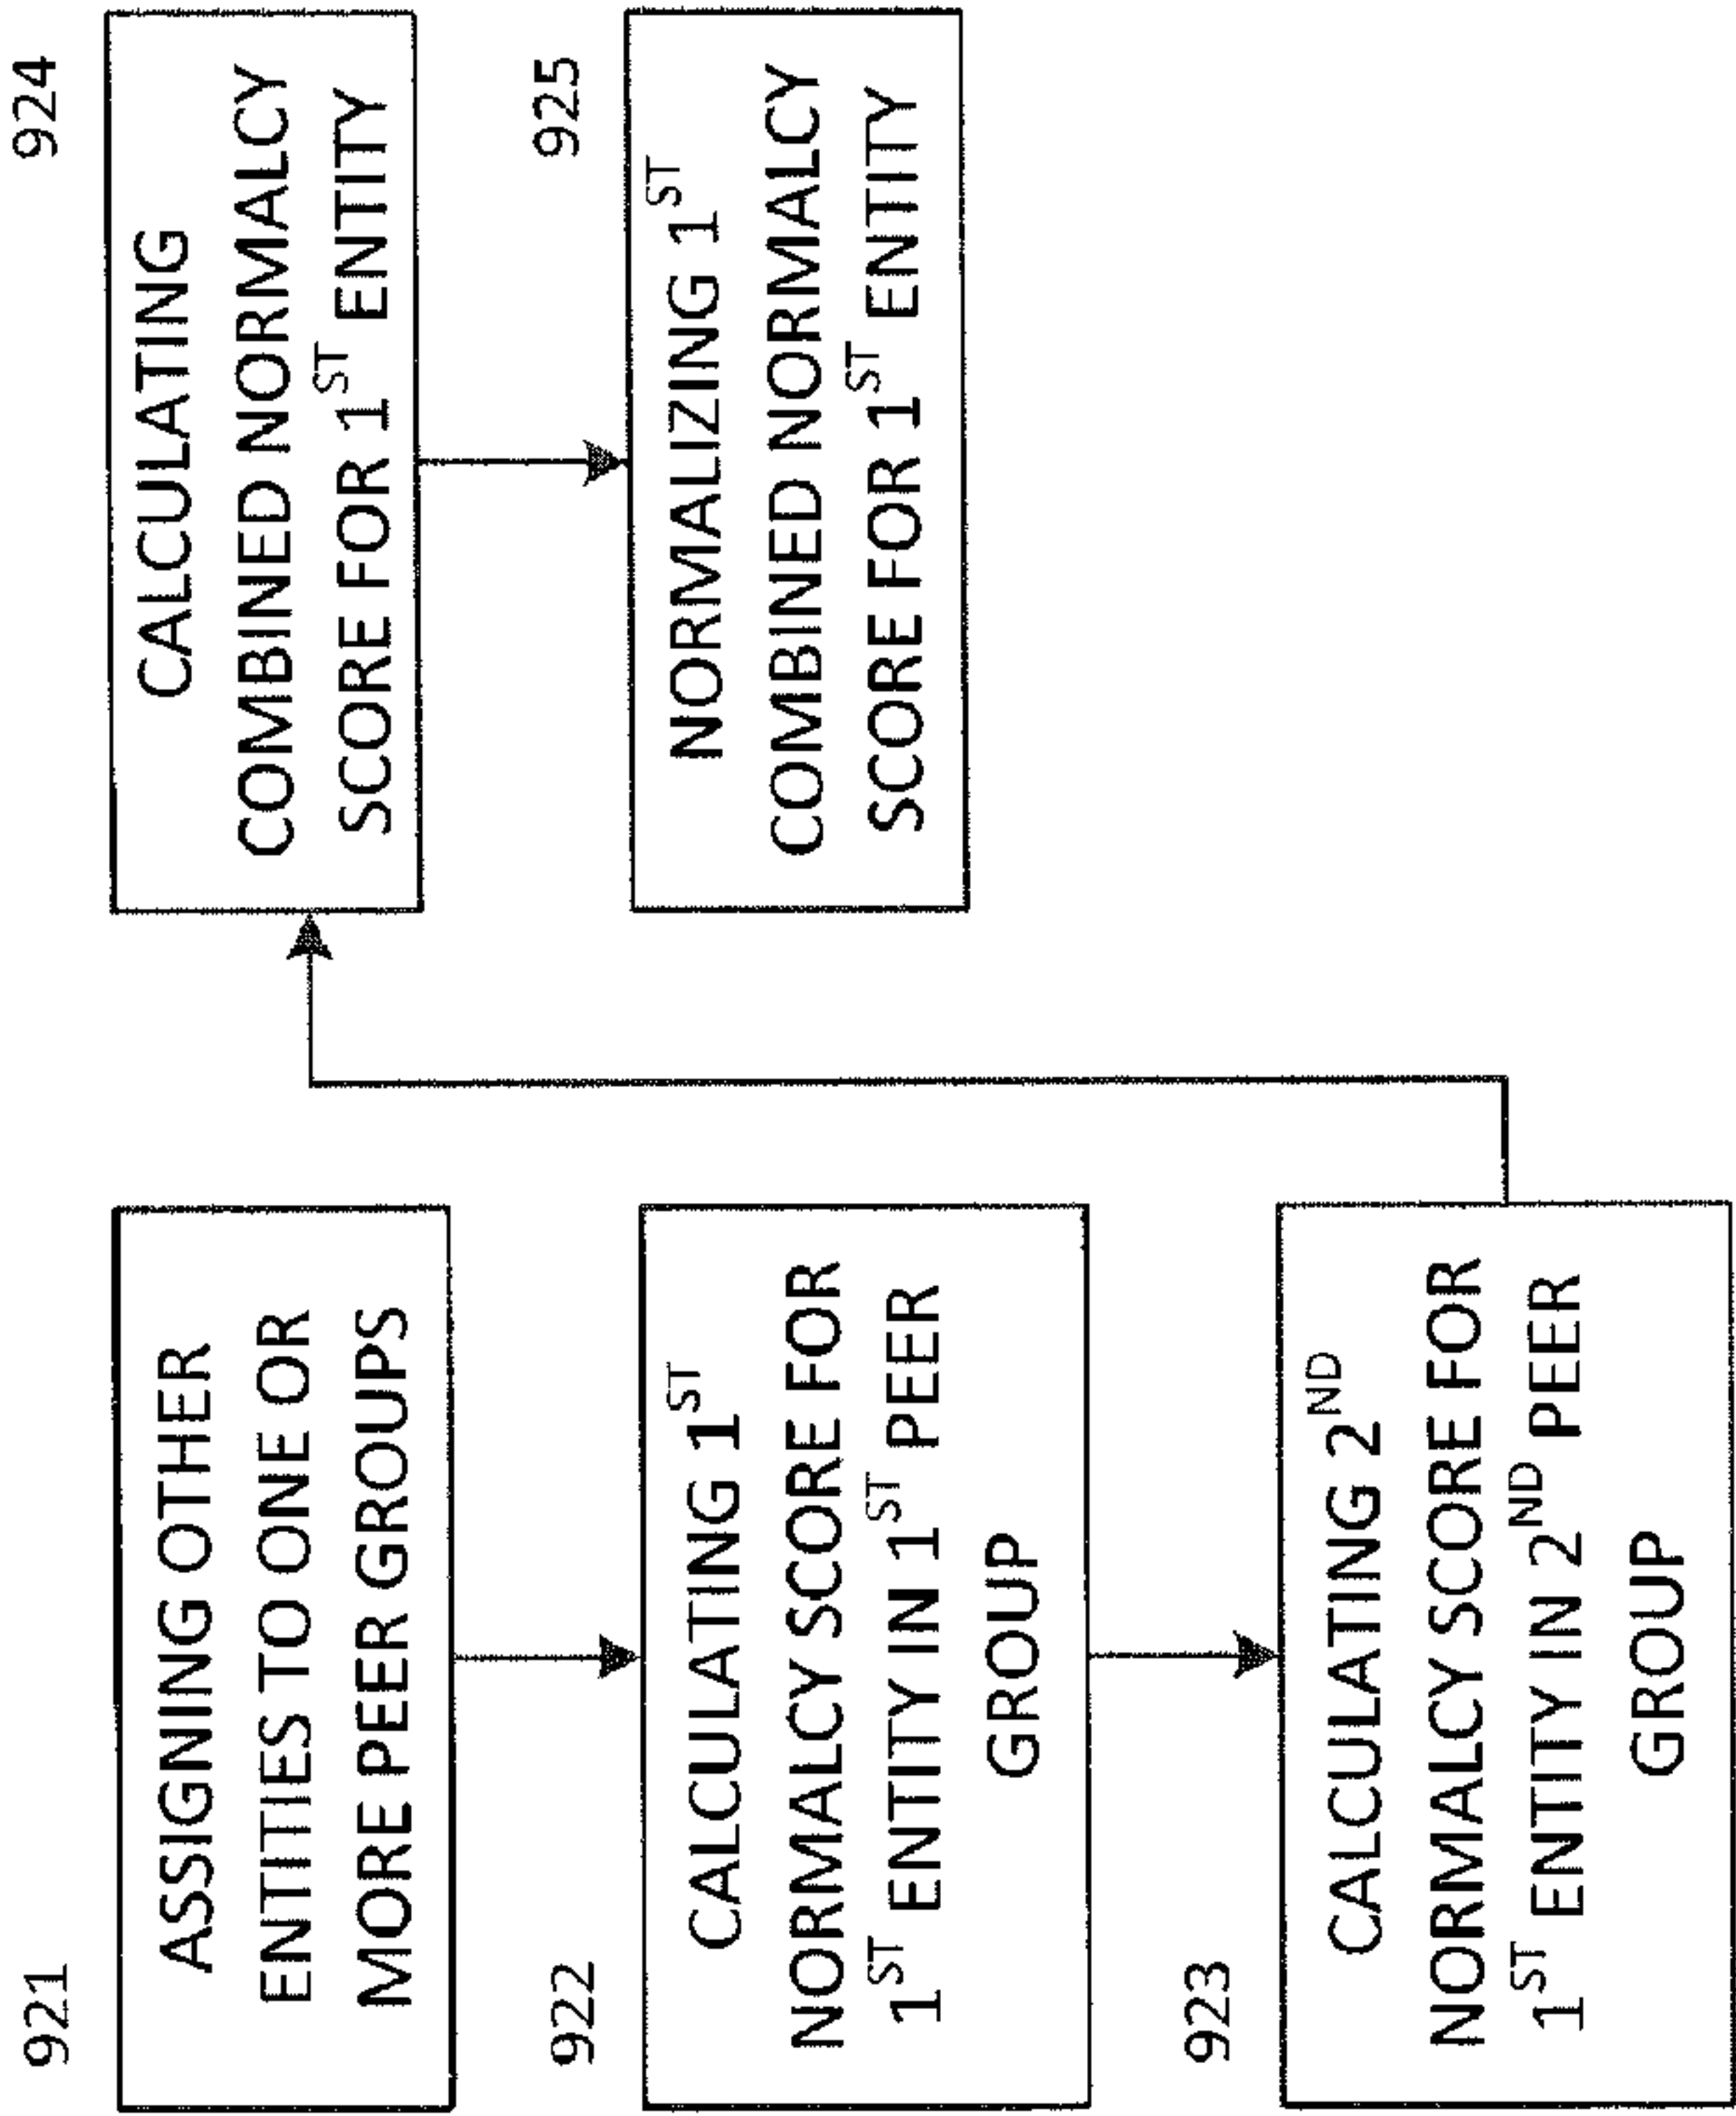 921
ASSIGNING OTHER
ENTITIES TO ONE OR
MORE PEER GROUPS
922
CALCULATING 1ST
NORMALCY SCORE FOR
1ST ENTITY IN 1ST PEER
GROUP
923
CALCULATING 2ND
NORMALCY SCORE FOR
1ST ENTITY IN 2ND PEER
GROUP
924
CALCULATING
COMBINED NORMALCY
SCORE FOR 1ST ENTITY
925
NORMALIZING 1ST
COMBINED NORMALCY
SCORE FOR 1ST ENTITY